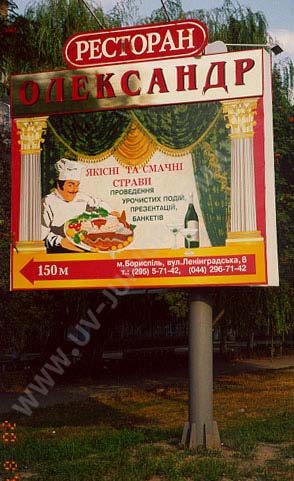 РЕСТОРАН
ОЛЕКСАНДР
ЯКІСНІ ТА СМАЧНІ
СТРАВИ
ПРОВЕДЕННЯ
УРОЧИСТИХ ПОДІЙ,
ПРЕЗЕНТАЦІЙ,
БАНКЕТІВ
150 м
м.Бориспіль, вул.Ленінградська, 8
т.: (295) 5-71-42, (044) 296-71-42